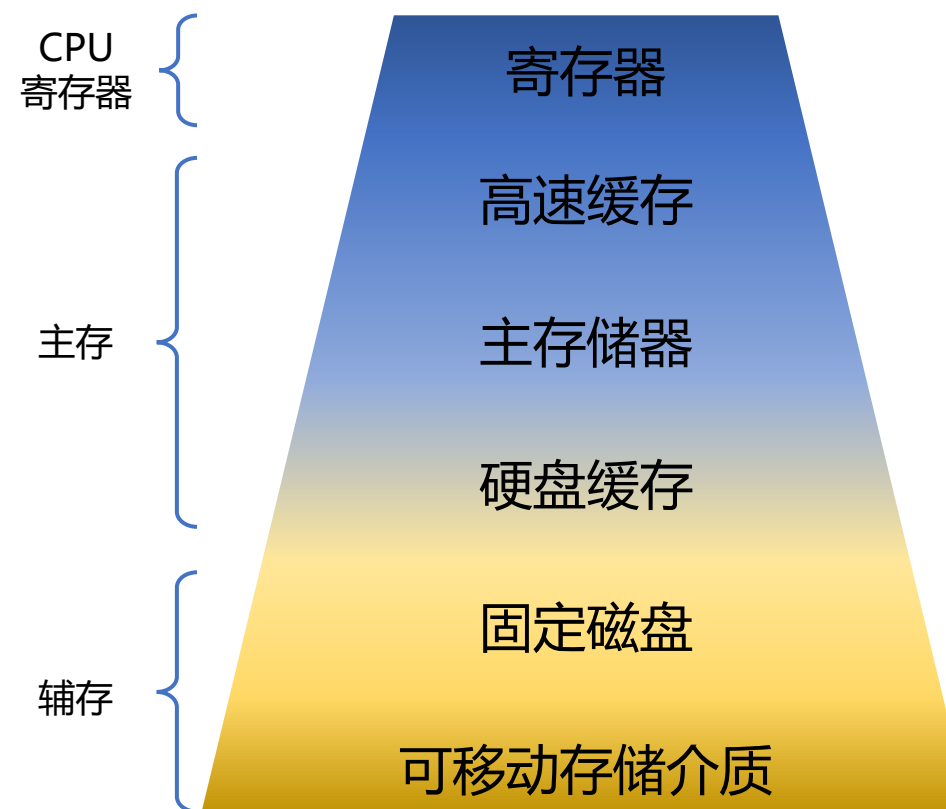 CPU
寄存器
寄存器
高速缓存
主存
主存储器
硬盘缓存
固定磁盘
辅存
可移动存储介质